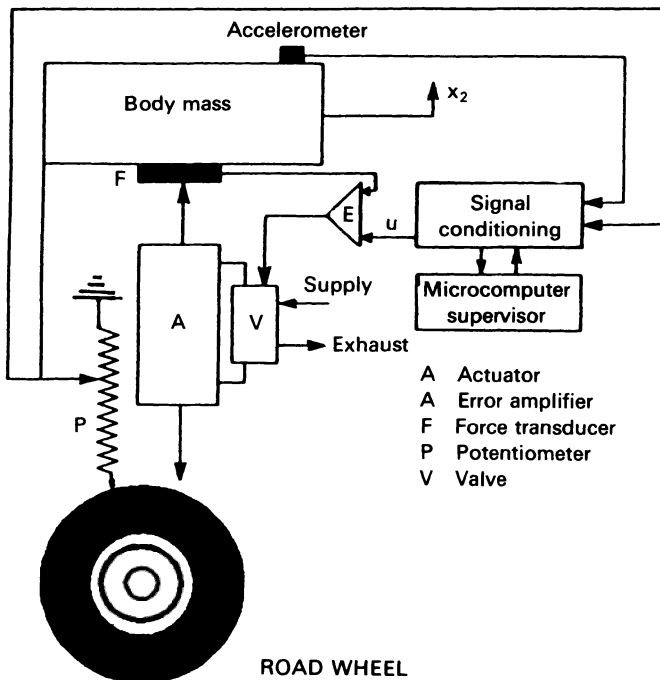 Accelerometer
Body mass
x₂
F
E
u
Signal
conditioning
Supply
Microcomputer
supervisor
A
V
Exhaust
P
A Actuator
A Error amplifier
F Force transducer
P Potentiometer
V Valve
ROAD WHEEL